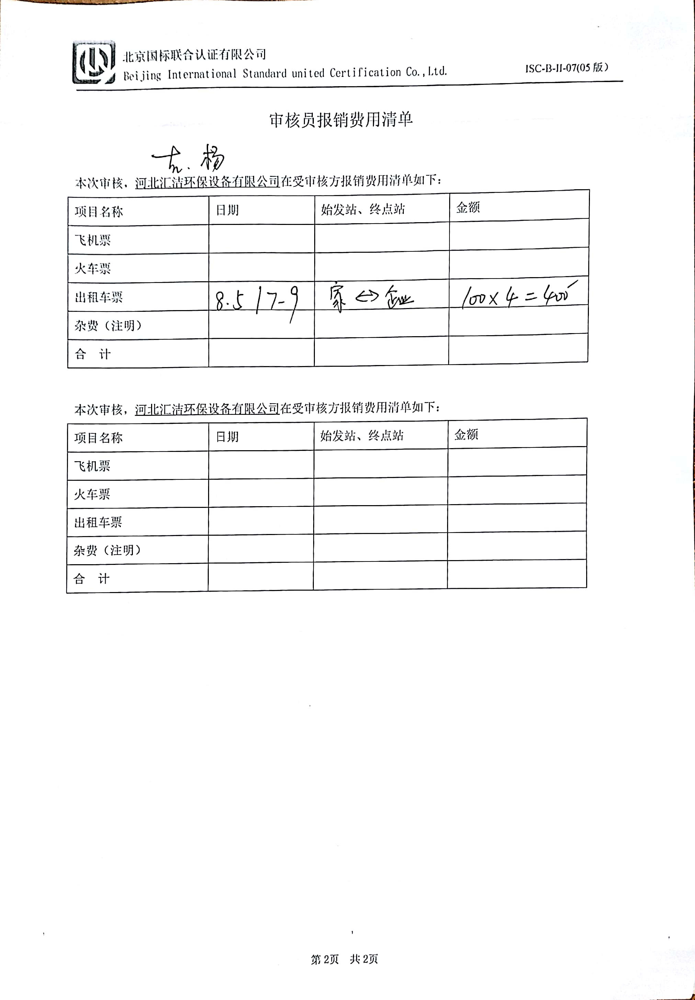 北京国标联合认证有限公司
Beijing International Standard united Certification Co.,Ltd.
ISC-B-II-07(05 版）
审核员报销费用清单
杨
本次审核，河北汇洁环保设备有限公司在受审核方报销费用清单如下：
项目名称 日期 始发站、终点站 金额
飞机票
火车票
出租车票 8.5 / 7-9 家 ⇔ 企业 100×4=400
杂费（注明）
合 计
本次审核，河北汇洁环保设备有限公司在受审核方报销费用清单如下：
项目名称 日期 始发站、终点站 金额
飞机票
火车票
出租车票
杂费（注明）
合 计
第 2页 共 2页